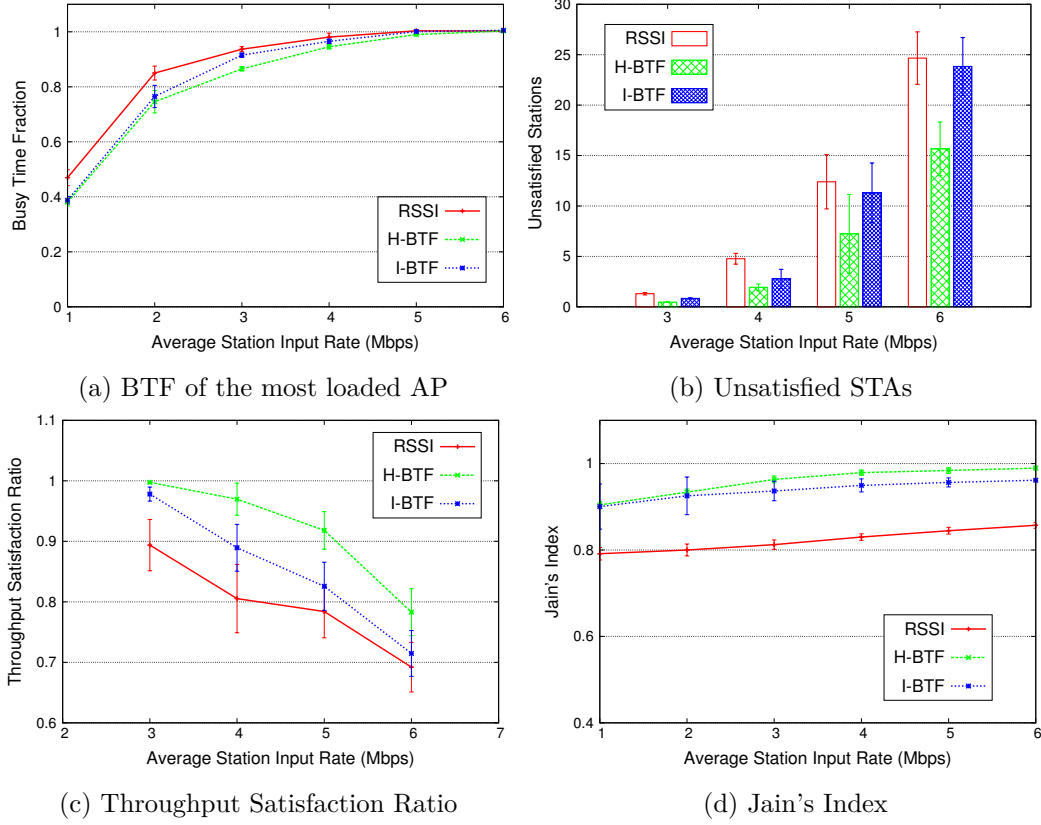 1
0.8
0.6
0.4
0.2
0
Busy Time Fraction
RSSI
H-BTF
I-BTF
1 2 3 4 5 6
Average Station Input Rate (Mbps)
(a) BTF of the most loaded AP
30
25
20
15
10
5
0
Unsatisfied Stations
RSSI
H-BTF
I-BTF
3 4 5 6
Average Station Input Rate (Mbps)
(b) Unsatisfied STAs
1.1
1
0.9
0.8
0.7
0.6
Throughput Satisfaction Ratio
RSSI
H-BTF
I-BTF
2 3 4 5 6 7
Average Station Input Rate (Mbps)
(c) Throughput Satisfaction Ratio
1
0.8
0.6
0.4
Jain's Index
RSSI
H-BTF
I-BTF
1 2 3 4 5 6
Average Station Input Rate (Mbps)
(d) Jain's Index